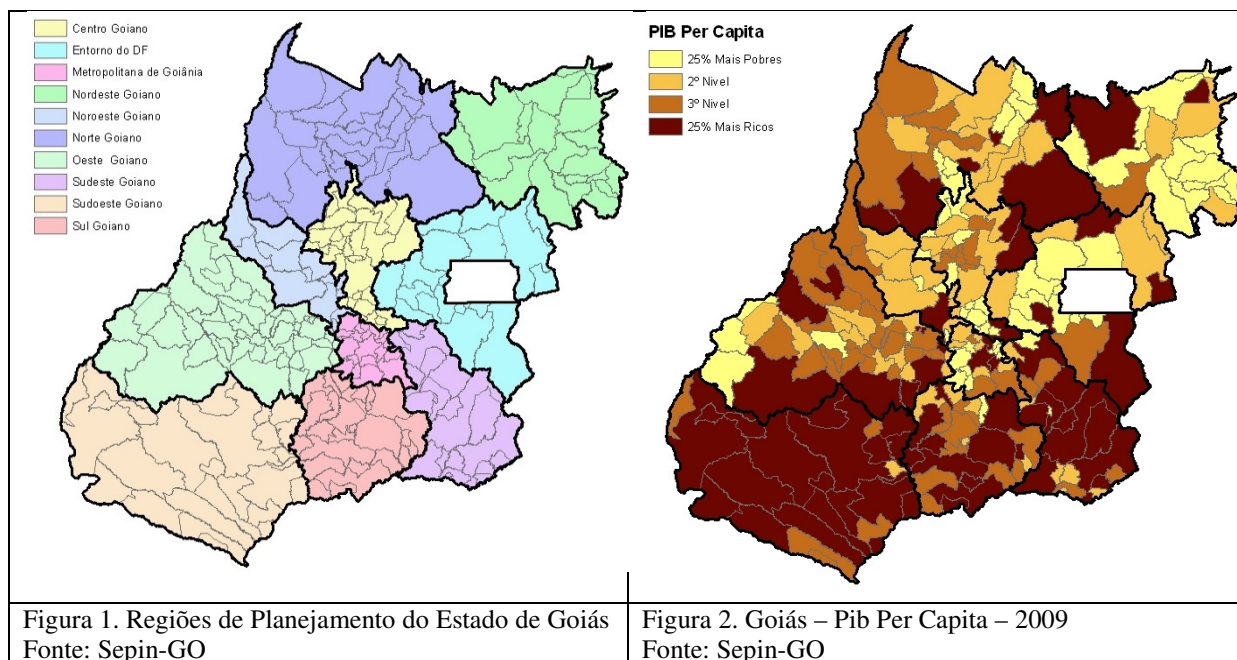 Centro Goiano
Entorno do DF
Metropolitana de Goiânia
Nordeste Goiano
Noroeste Goiano
Norte Goiano
Oeste Goiano
Sudeste Goiano
Sudoeste Goiano
Sul Goiano
PIB Per Capita
25% Mais Pobres
2º Nivel
3º Nivel
25% Mais Ricos
Figura 1. Regiões de Planejamento do Estado de Goiás
Fonte: Sepin-GO
Figura 2. Goiás – Pib Per Capita – 2009
Fonte: Sepin-GO